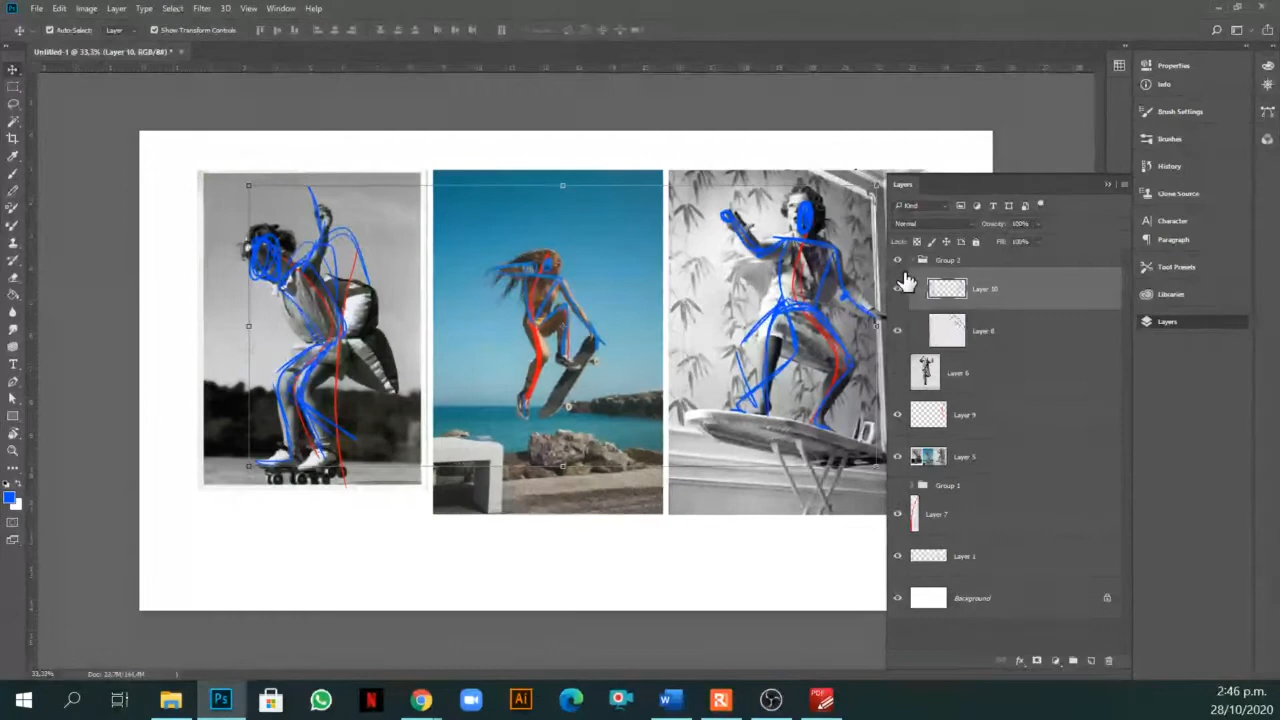 File Edit Image Layer Type Select Filter 3D View Window Help
Auto-Select: Layer Show Transform Controls
Untitled-1 @ 33,3% (Layer 10, RGB/8#) *
Properties
Info
Brush Settings
Brushes
History
Clone Source
Character
Paragraph
Tool Presets
Libraries
Layers
Layers
Kind
Normal Opacity: 100%
Lock: Fill: 100%
Group 2
Layer 10
Layer 8
Layer 6
Layer 9
Layer 5
Group 1
Layer 7
Layer 1
Background
33,33%
2:46 p.m.
28/10/2020